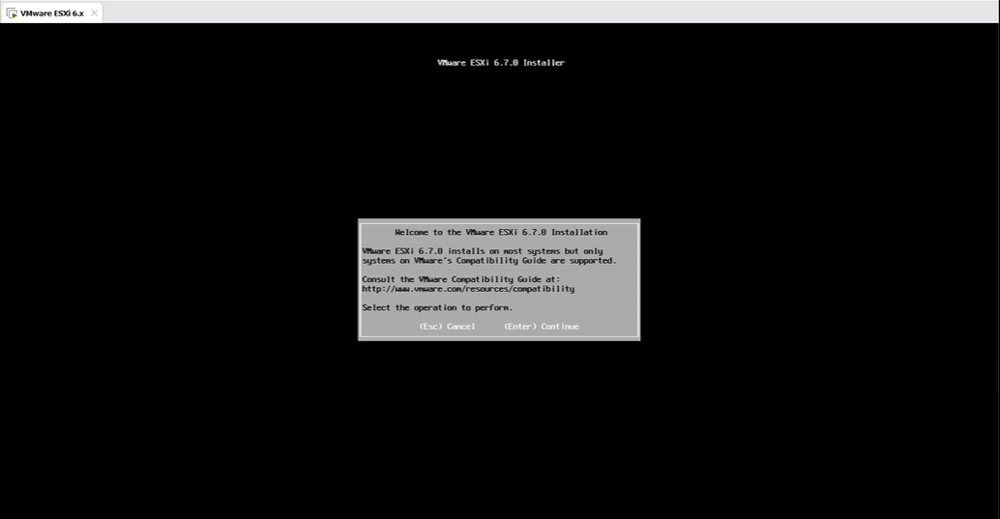 VMware ESXi 6.x
VMware ESXi 6.7.0 Installer
Welcome to the VMware ESXi 6.7.0 Installation
VMware ESXi 6.7.0 installs on most systems but only
systems on VMware's Compatibility Guide are supported.
Consult the VMware Compatibility Guide at:
http://www.vmware.com/resources/compatibility
Select the operation to perform.
(Esc) Cancel (Enter) Continue